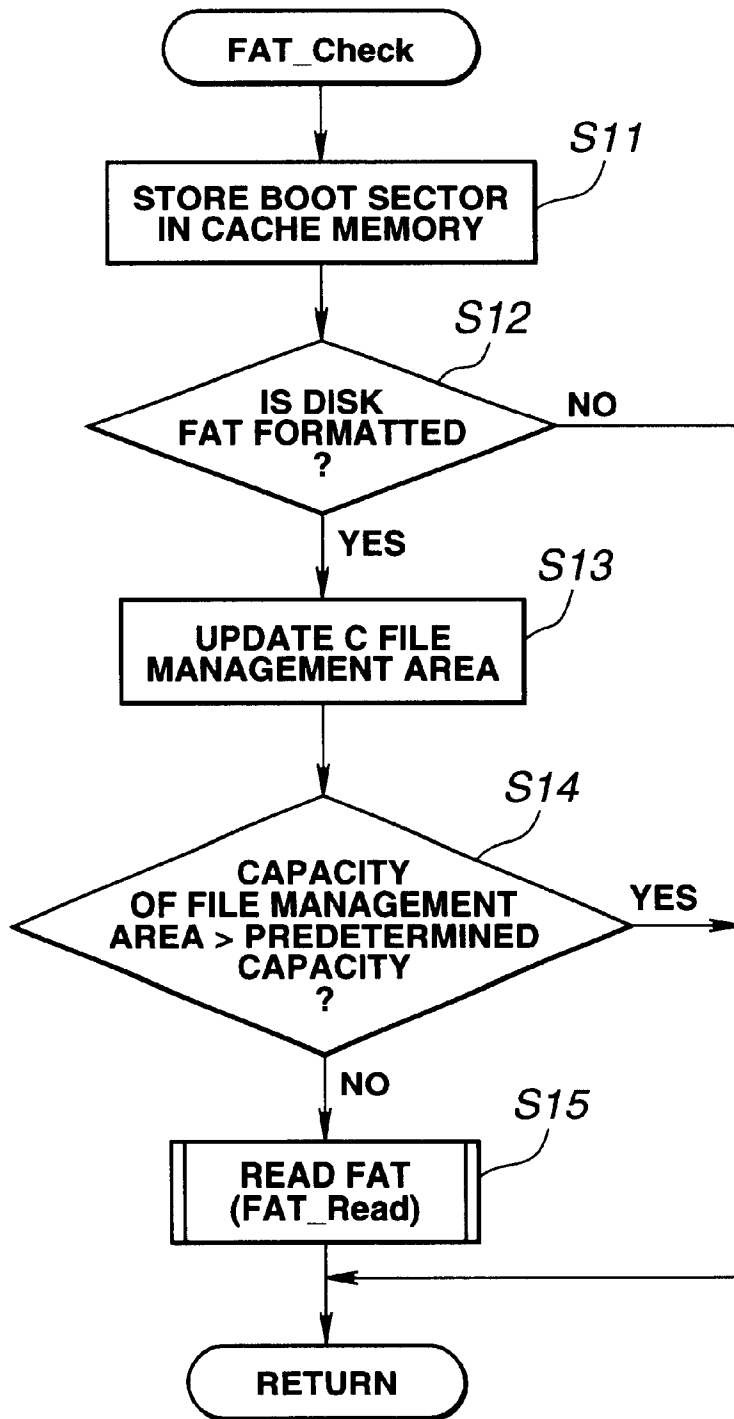 FAT_Check
S11
STORE BOOT SECTOR
IN CACHE MEMORY
S12
IS DISK
FAT FORMATTED
?
NO
YES
S13
UPDATE C FILE
MANAGEMENT AREA
S14
CAPACITY
OF FILE MANAGEMENT
AREA > PREDETERMINED
CAPACITY
?
YES
NO
S15
READ FAT
(FAT_Read)
RETURN